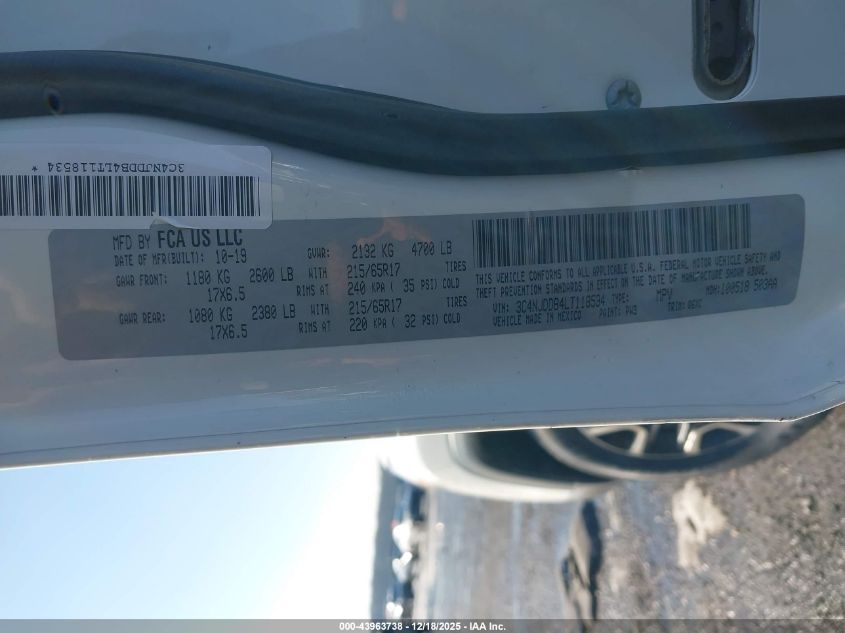 3C4NJDDB4LT118534 *
MFD BY FCA US LLC
DATE OF MFR(BUILT): 10-19
GVWR: 2132 KG 4700 LB
GAWR FRONT: 1180 KG 2600 LB WITH 215/65R17 TIRES
17X6.5 RIMS AT 240 KPA ( 35 PSI) COLD
GAWR REAR: 1080 KG 2380 LB WITH 215/65R17 TIRES
17X6.5 RIMS AT 220 KPA ( 32 PSI) COLD
THIS VEHICLE CONFORMS TO ALL APPLICABLE U.S.A. FEDERAL MOTOR VEHICLE SAFETY AND
THEFT PREVENTION STANDARDS IN EFFECT ON THE DATE OF MANUFACTURE SHOWN ABOVE.
VIN: 3C4NJDDB4LT118534 TYPE: MPV MDH: 100518 503AA
VEHICLE MADE IN MEXICO PAINT: PW3 TRIM:
000-43963738 - 12/18/2025 - IAA Inc.